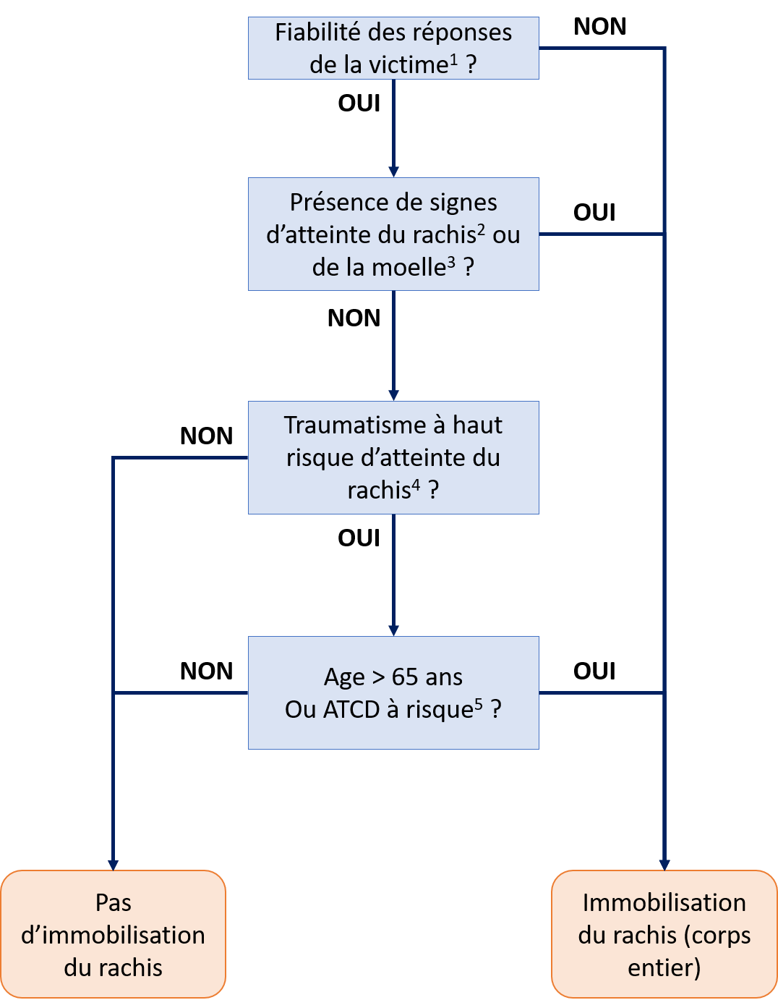 Fiabilité des réponses
de la victime¹ ?
NON
OUI
Présence de signes
d’atteinte du rachis² ou
de la moelle³ ?
OUI
NON
Traumatisme à haut
risque d’atteinte du
rachis⁴ ?
NON
OUI
Age > 65 ans
Ou ATCD à risque⁵ ?
NON
OUI
Pas
d’immobilisation
du rachis
Immobilisation
du rachis (corps
entier)